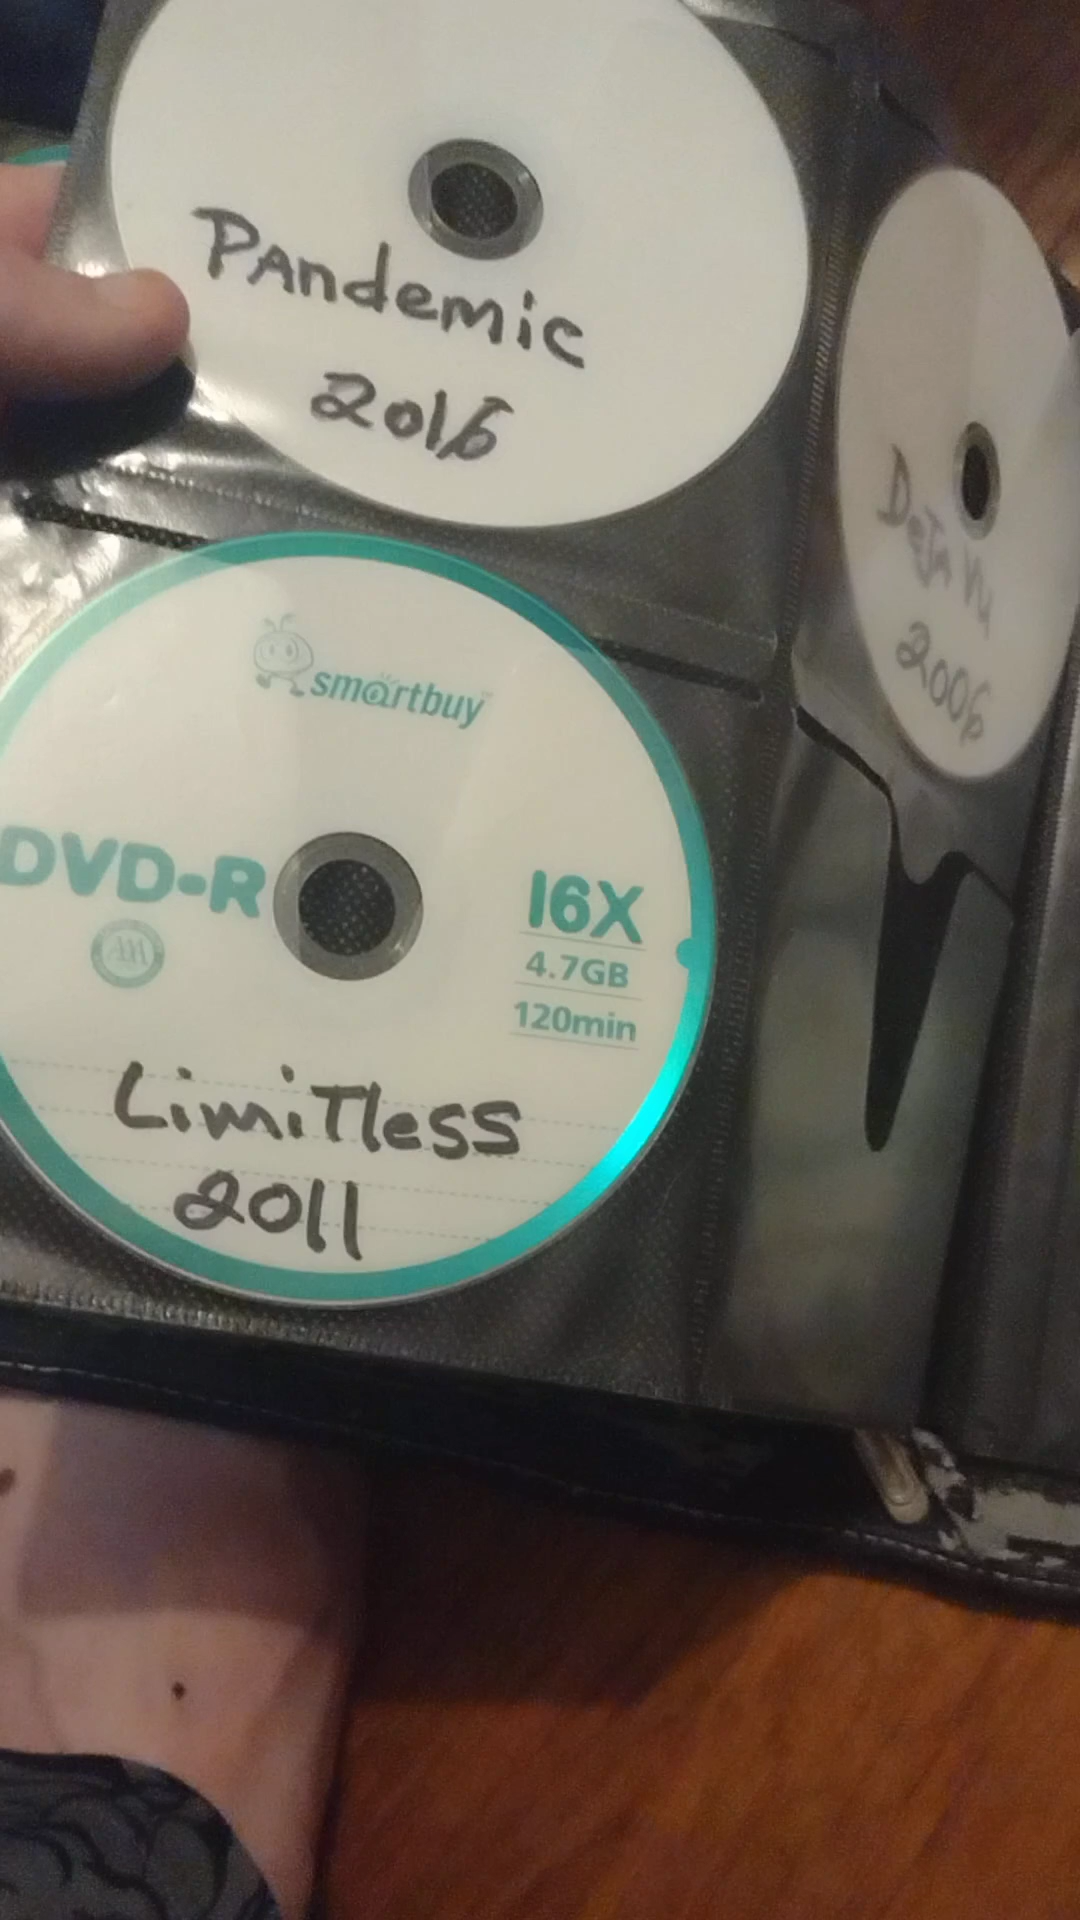 PAndemic
2016
DeJA Vu
2006
smartbuy
DVD-R
16X
4.7GB
120min
LimiTless
2011